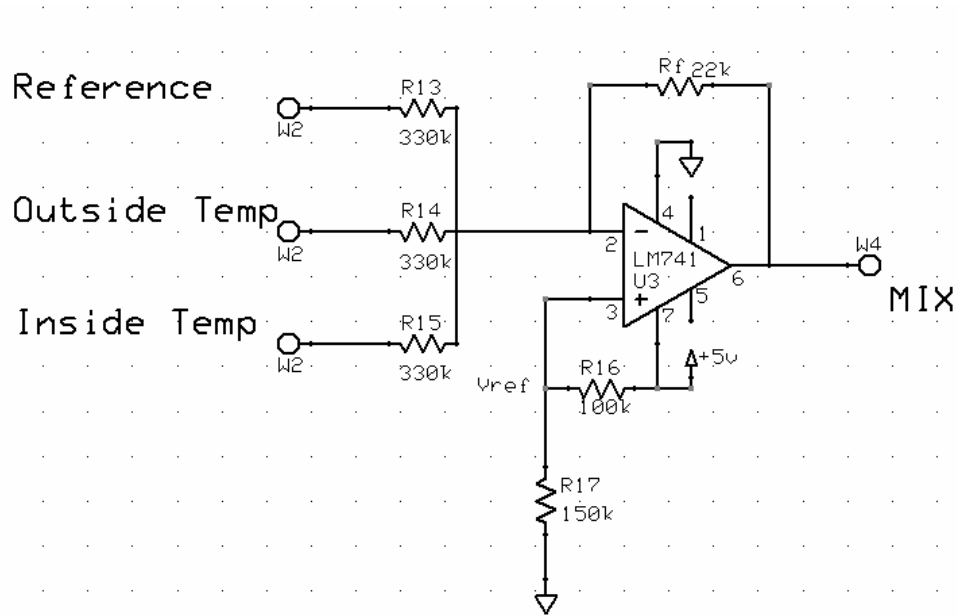 Reference
W2
R13
330k
Outside Temp
W2
R14
330k
Inside Temp
W2
R15
330k
Rf 22k
4
1
2
LM741
U3
6
3
5
7
W4
MIX
+5v
Vref
R16
100k
R17
150k